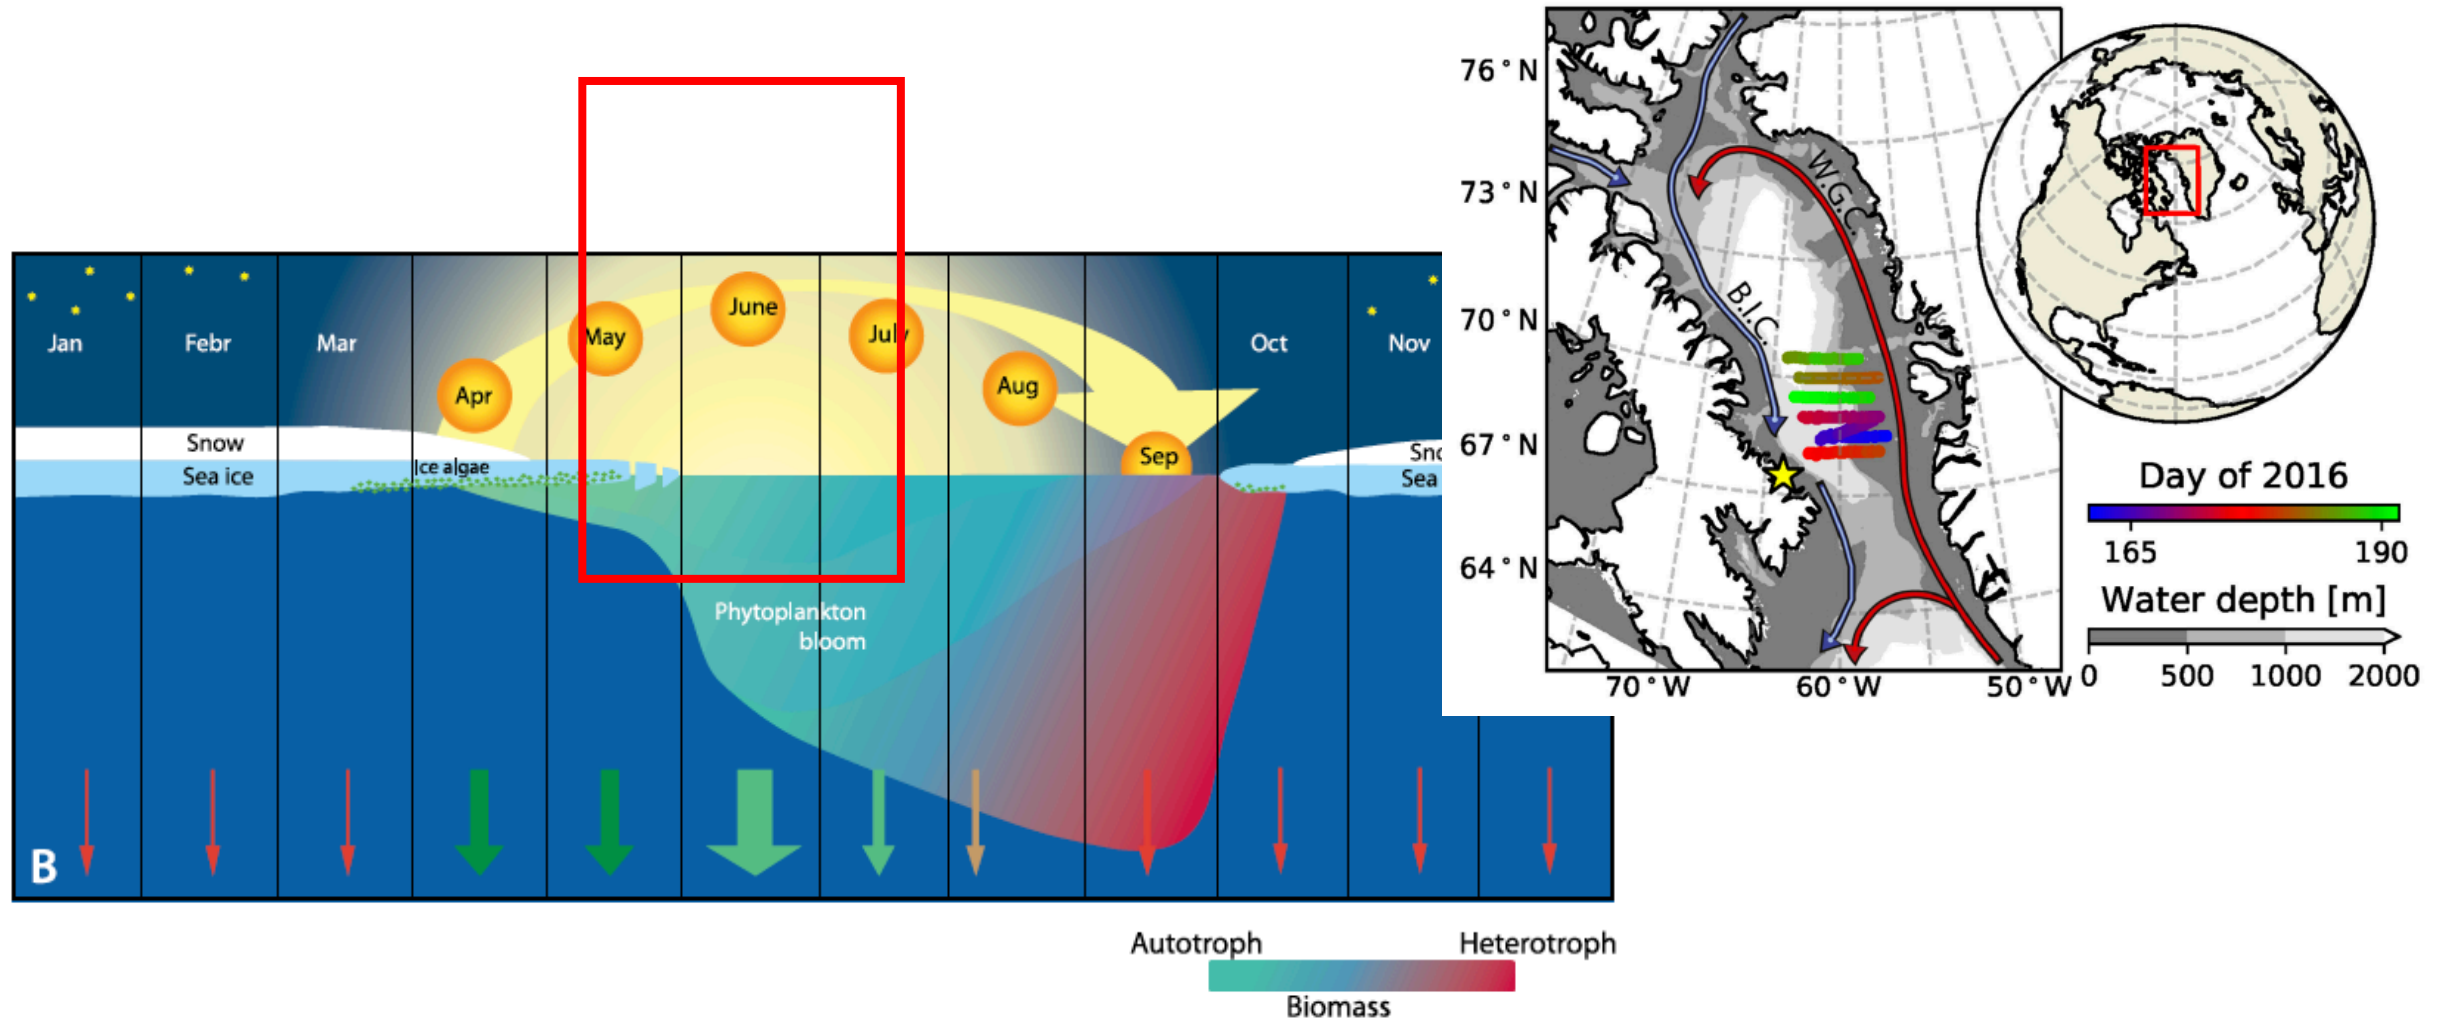 Jan
Febr
Mar
Apr
May
June
July
Aug
Sep
Oct
Nov
Snow
Sea ice
Ice algae
Sno
Sea
Phytoplankton
bloom
B
Autotroph
Heterotroph
Biomass
76°N
73°N
70°N
67°N
64°N
70°W
60°W
50°W
W.G.C.
B.I.C.
Day of 2016
165
190
Water depth [m]
0
500
1000
2000